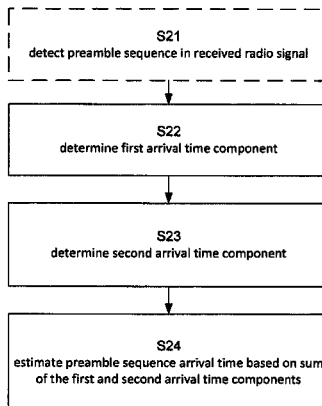 S21
detect preamble sequence in received radio signal
S22
determine first arrival time component
S23
determine second arrival time component
S24
estimate preamble sequence arrival time based on sum
of the first and second arrival time components